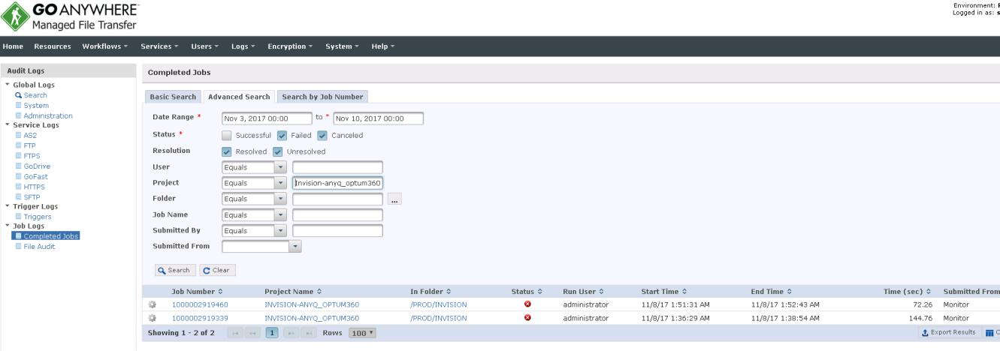 GO ANYWHERE
Managed File Transfer
Environment:
Logged in as:
Home Resources Workflows Services Users Logs Encryption System Help
Audit Logs
Global Logs
Search
System
Administration
Service Logs
AS2
FTP
FTPS
GoDrive
GoFast
HTTPS
SFTP
Trigger Logs
Triggers
Job Logs
Completed Jobs
File Audit
Completed Jobs
Basic Search Advanced Search Search by Job Number
Date Range * Nov 3, 2017 00:00 to * Nov 10, 2017 00:00
Status * Successful Failed Canceled
Resolution Resolved Unresolved
User Equals
Project Equals Invision-anyq_optum360
Folder Equals ...
Job Name Equals
Submitted By Equals
Submitted From
Search Clear
Job Number Project Name In Folder Status Run User Start Time End Time Time (sec) Submitted From
1000002919460 INVISION-ANYQ_OPTUM360 /PROD/INVISION administrator 11/8/17 1:51:31 AM 11/8/17 1:52:43 AM 72.26 Monitor
1000002919339 INVISION-ANYQ_OPTUM360 /PROD/INVISION administrator 11/8/17 1:36:29 AM 11/8/17 1:38:54 AM 144.76 Monitor
Showing 1 - 2 of 2 1 Rows 100 Export Results